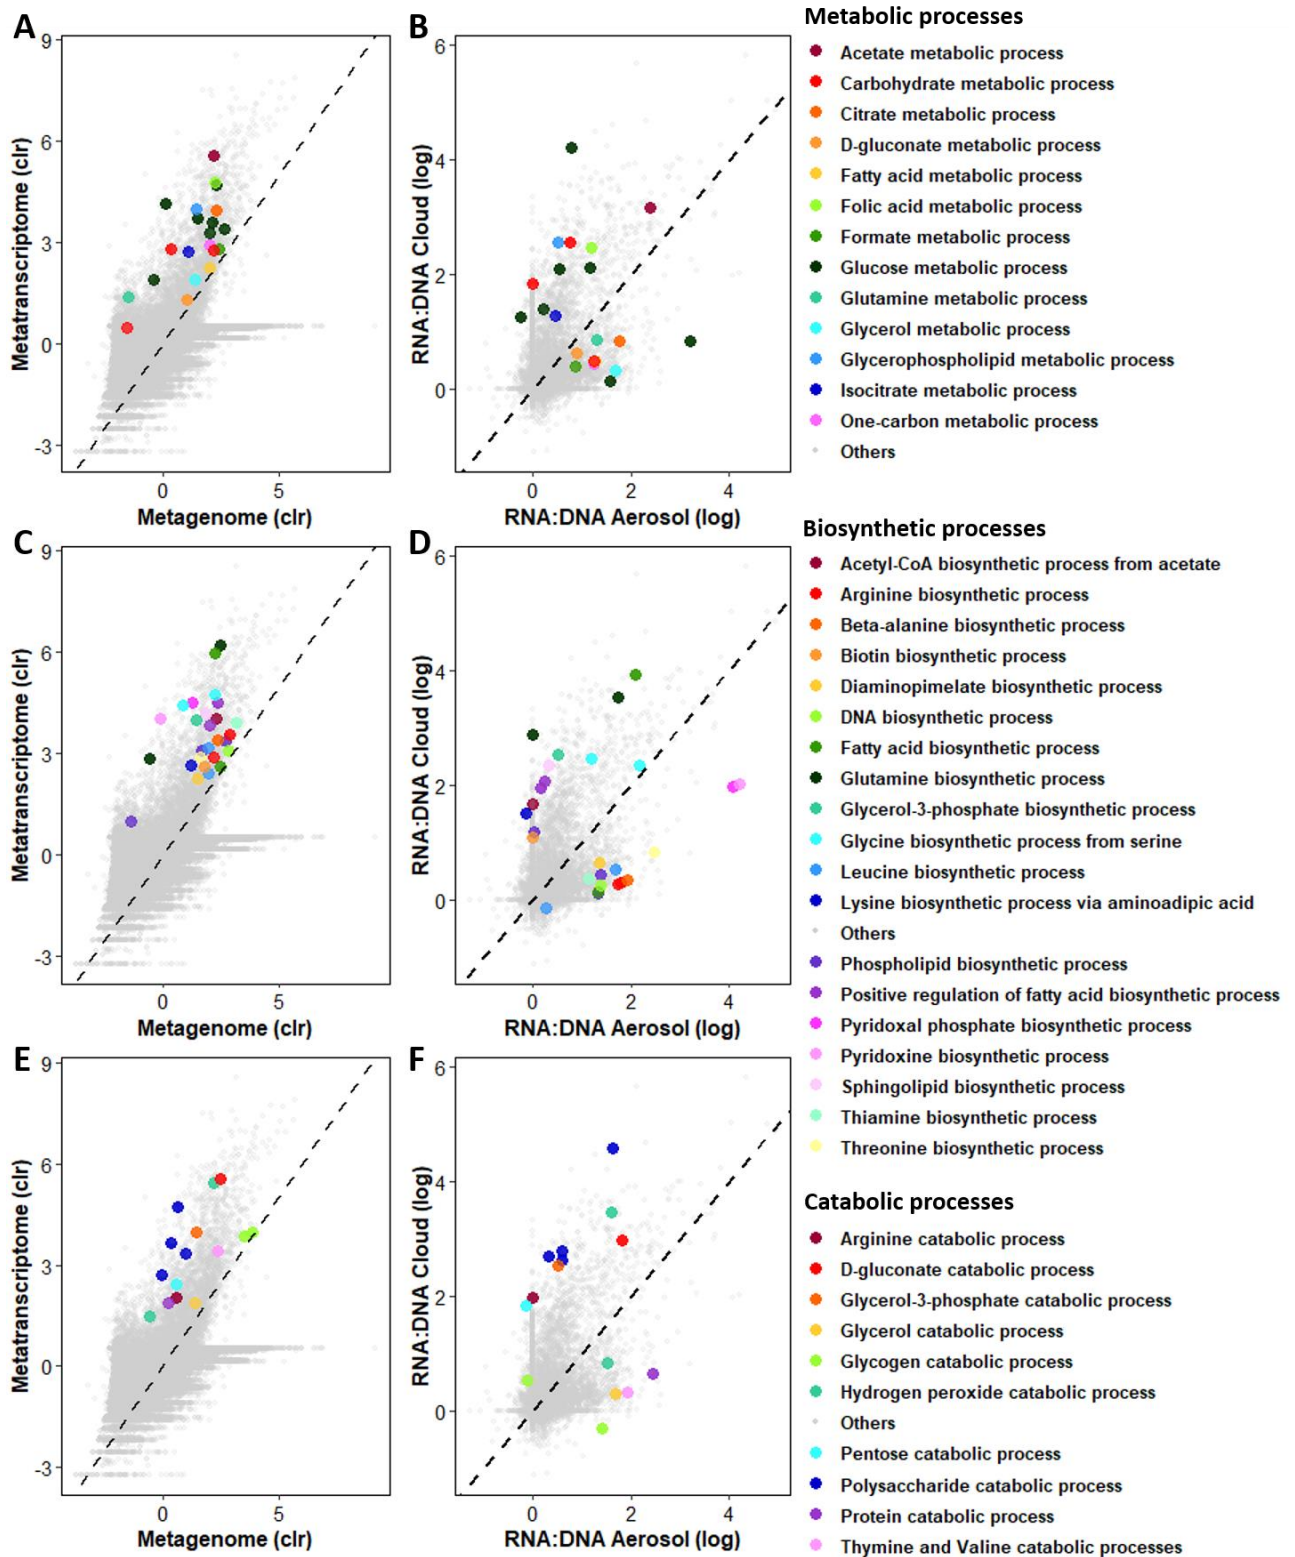 A
9
6
3
0
-3
Metatranscriptome (clr)
0
5
Metagenome (clr)
B
6
4
2
0
RNA:DNA Cloud (log)
0
2
4
RNA:DNA Aerosol (log)
Metabolic processes
Acetate metabolic process
Carbohydrate metabolic process
Citrate metabolic process
D-gluconate metabolic process
Fatty acid metabolic process
Folic acid metabolic process
Formate metabolic process
Glucose metabolic process
Glutamine metabolic process
Glycerol metabolic process
Glycerophospholipid metabolic process
Isocitrate metabolic process
One-carbon metabolic process
Others
C
9
6
3
0
-3
Metatranscriptome (clr)
0
5
Metagenome (clr)
D
6
4
2
0
RNA:DNA Cloud (log)
0
2
4
RNA:DNA Aerosol (log)
Biosynthetic processes
Acetyl-CoA biosynthetic process from acetate
Arginine biosynthetic process
Beta-alanine biosynthetic process
Biotin biosynthetic process
Diaminopimelate biosynthetic process
DNA biosynthetic process
Fatty acid biosynthetic process
Glutamine biosynthetic process
Glycerol-3-phosphate biosynthetic process
Glycine biosynthetic process from serine
Leucine biosynthetic process
Lysine biosynthetic process via aminoadipic acid
Others
Phospholipid biosynthetic process
Positive regulation of fatty acid biosynthetic process
Pyridoxal phosphate biosynthetic process
Pyridoxine biosynthetic process
Sphingolipid biosynthetic process
Thiamine biosynthetic process
Threonine biosynthetic process
E
9
6
3
0
-3
Metatranscriptome (clr)
0
5
Metagenome (clr)
F
6
4
2
0
RNA:DNA Cloud (log)
0
2
4
RNA:DNA Aerosol (log)
Catabolic processes
Arginine catabolic process
D-gluconate catabolic process
Glycerol-3-phosphate catabolic process
Glycerol catabolic process
Glycogen catabolic process
Hydrogen peroxide catabolic process
Others
Pentose catabolic process
Polysaccharide catabolic process
Protein catabolic process
Thymine and Valine catabolic processes